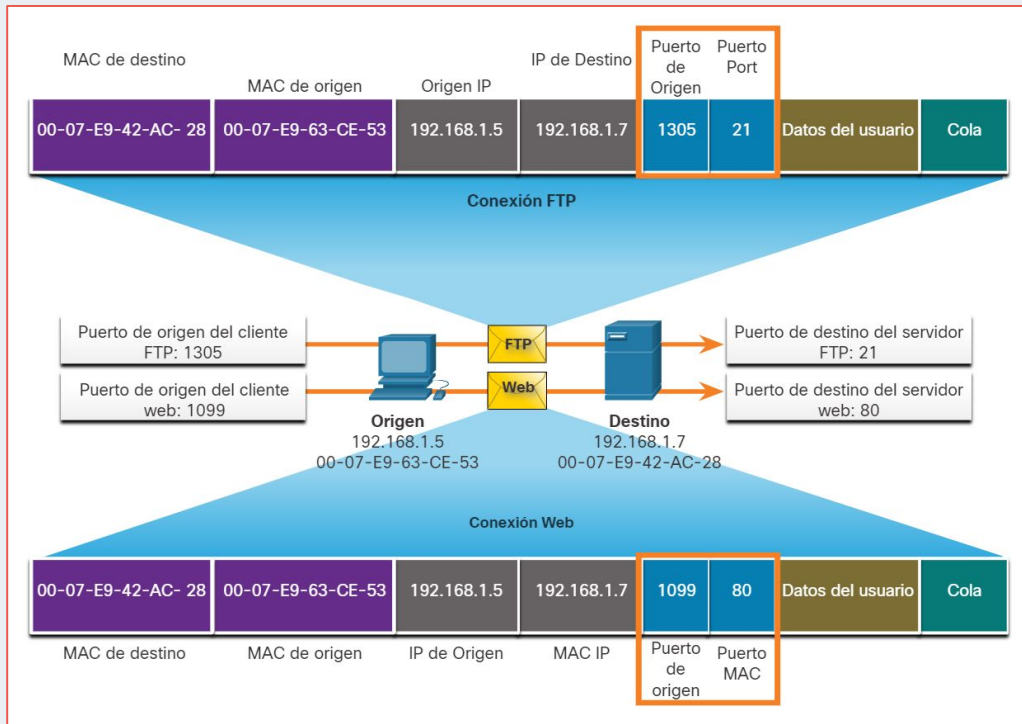 MAC de destino
MAC de origen
Origen IP
IP de Destino
Puerto
de
Origen
Puerto
Port
00-07-E9-42-AC- 28
00-07-E9-63-CE-53
192.168.1.5
192.168.1.7
1305
21
Datos del usuario
Cola
Conexión FTP
Puerto de origen del cliente
FTP: 1305
FTP
Puerto de destino del servidor
FTP: 21
Puerto de origen del cliente
web: 1099
Web
Puerto de destino del servidor
web: 80
Origen
192.168.1.5
00-07-E9-63-CE-53
Destino
192.168.1.7
00-07-E9-42-AC-28
Conexión Web
00-07-E9-42-AC- 28
00-07-E9-63-CE-53
192.168.1.5
192.168.1.7
1099
80
Datos del usuario
Cola
MAC de destino
MAC de origen
IP de Origen
MAC IP
Puerto
de
origen
Puerto
MAC